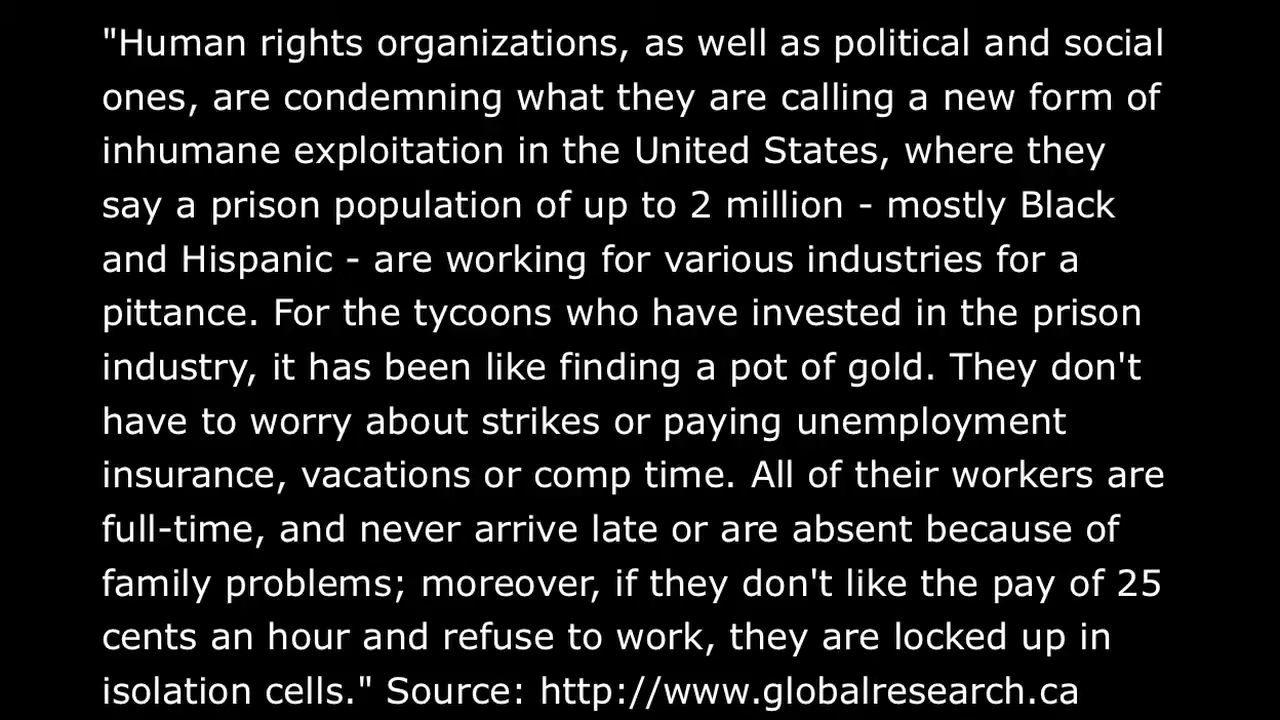 "Human rights organizations, as well as political and social
ones, are condemning what they are calling a new form of
inhumane exploitation in the United States, where they
say a prison population of up to 2 million - mostly Black
and Hispanic - are working for various industries for a
pittance. For the tycoons who have invested in the prison
industry, it has been like finding a pot of gold. They don't
have to worry about strikes or paying unemployment
insurance, vacations or comp time. All of their workers are
full-time, and never arrive late or are absent because of
family problems; moreover, if they don't like the pay of 25
cents an hour and refuse to work, they are locked up in
isolation cells." Source: http://www.globalresearch.ca